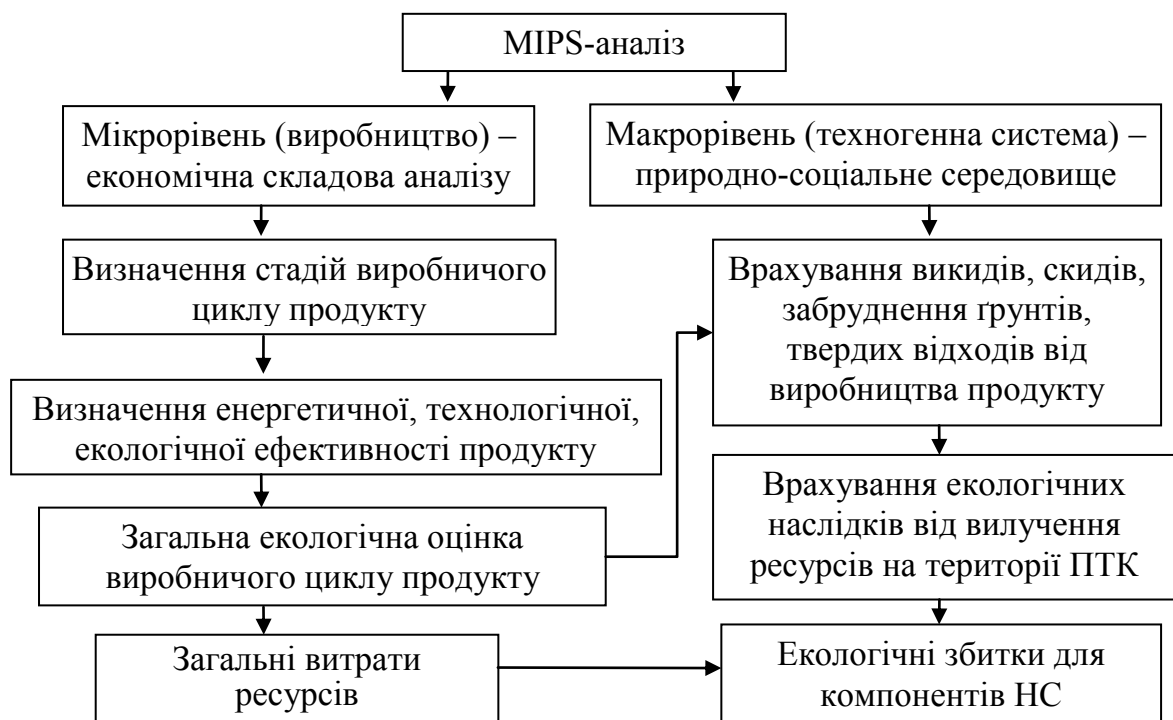 MIPS-аналіз
Мікрорівень (виробництво) –
економічна складова аналізу
Макрорівень (техногенна система) –
природно-соціальне середовище
Визначення стадій виробничого
циклу продукту
Врахування викидів, скидів,
забруднення ґрунтів,
твердих відходів від
виробництва продукту
Визначення енергетичної, технологічної,
екологічної ефективності продукту
Врахування екологічних
наслідків від вилучення
ресурсів на території ПТК
Загальна екологічна оцінка
виробничого циклу продукту
Загальні витрати
ресурсів
Екологічні збитки для
компонентів НС